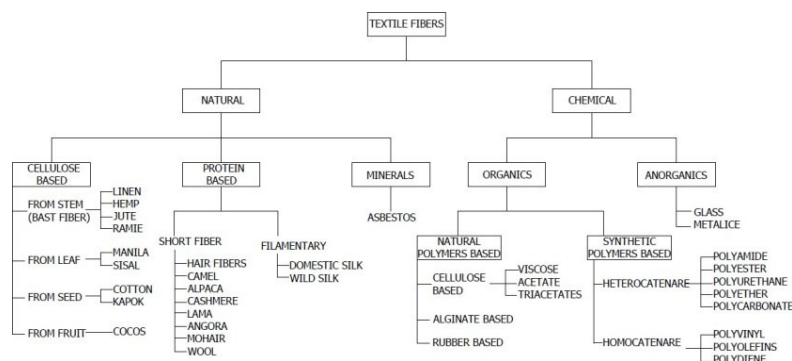 TEXTILE FIBERS
NATURAL
CHEMICAL
CELLULOSE
BASED
PROTEIN
BASED
MINERALS
ORGANICS
ANORGANICS
FROM STEM
(BAST FIBER)
LINEN
HEMP
JUTE
RAMIE
FROM LEAF
MANILA
SISAL
FROM SEED
COTTON
KAPOK
FROM FRUIT
COCOS
SHORT FIBER
HAIR FIBERS
CAMEL
ALPACA
CASHMERE
LAMA
ANGORA
MOHAIR
WOOL
FILAMENTARY
DOMESTIC SILK
WILD SILK
ASBESTOS
NATURAL
POLYMERS BASED
CELLULOSE
BASED
VISCOSE
ACETATE
TRIACETATES
ALGINATE BASED
RUBBER BASED
SYNTHETIC
POLYMERS BASED
HETEROCATENARE
POLYAMIDE
POLYESTER
POLYURETHANE
POLYETHER
POLYCARBONATE
HOMOCATENARE
POLYVINYL
POLYOLEFINS
POLYDIENE
GLASS
METALICE